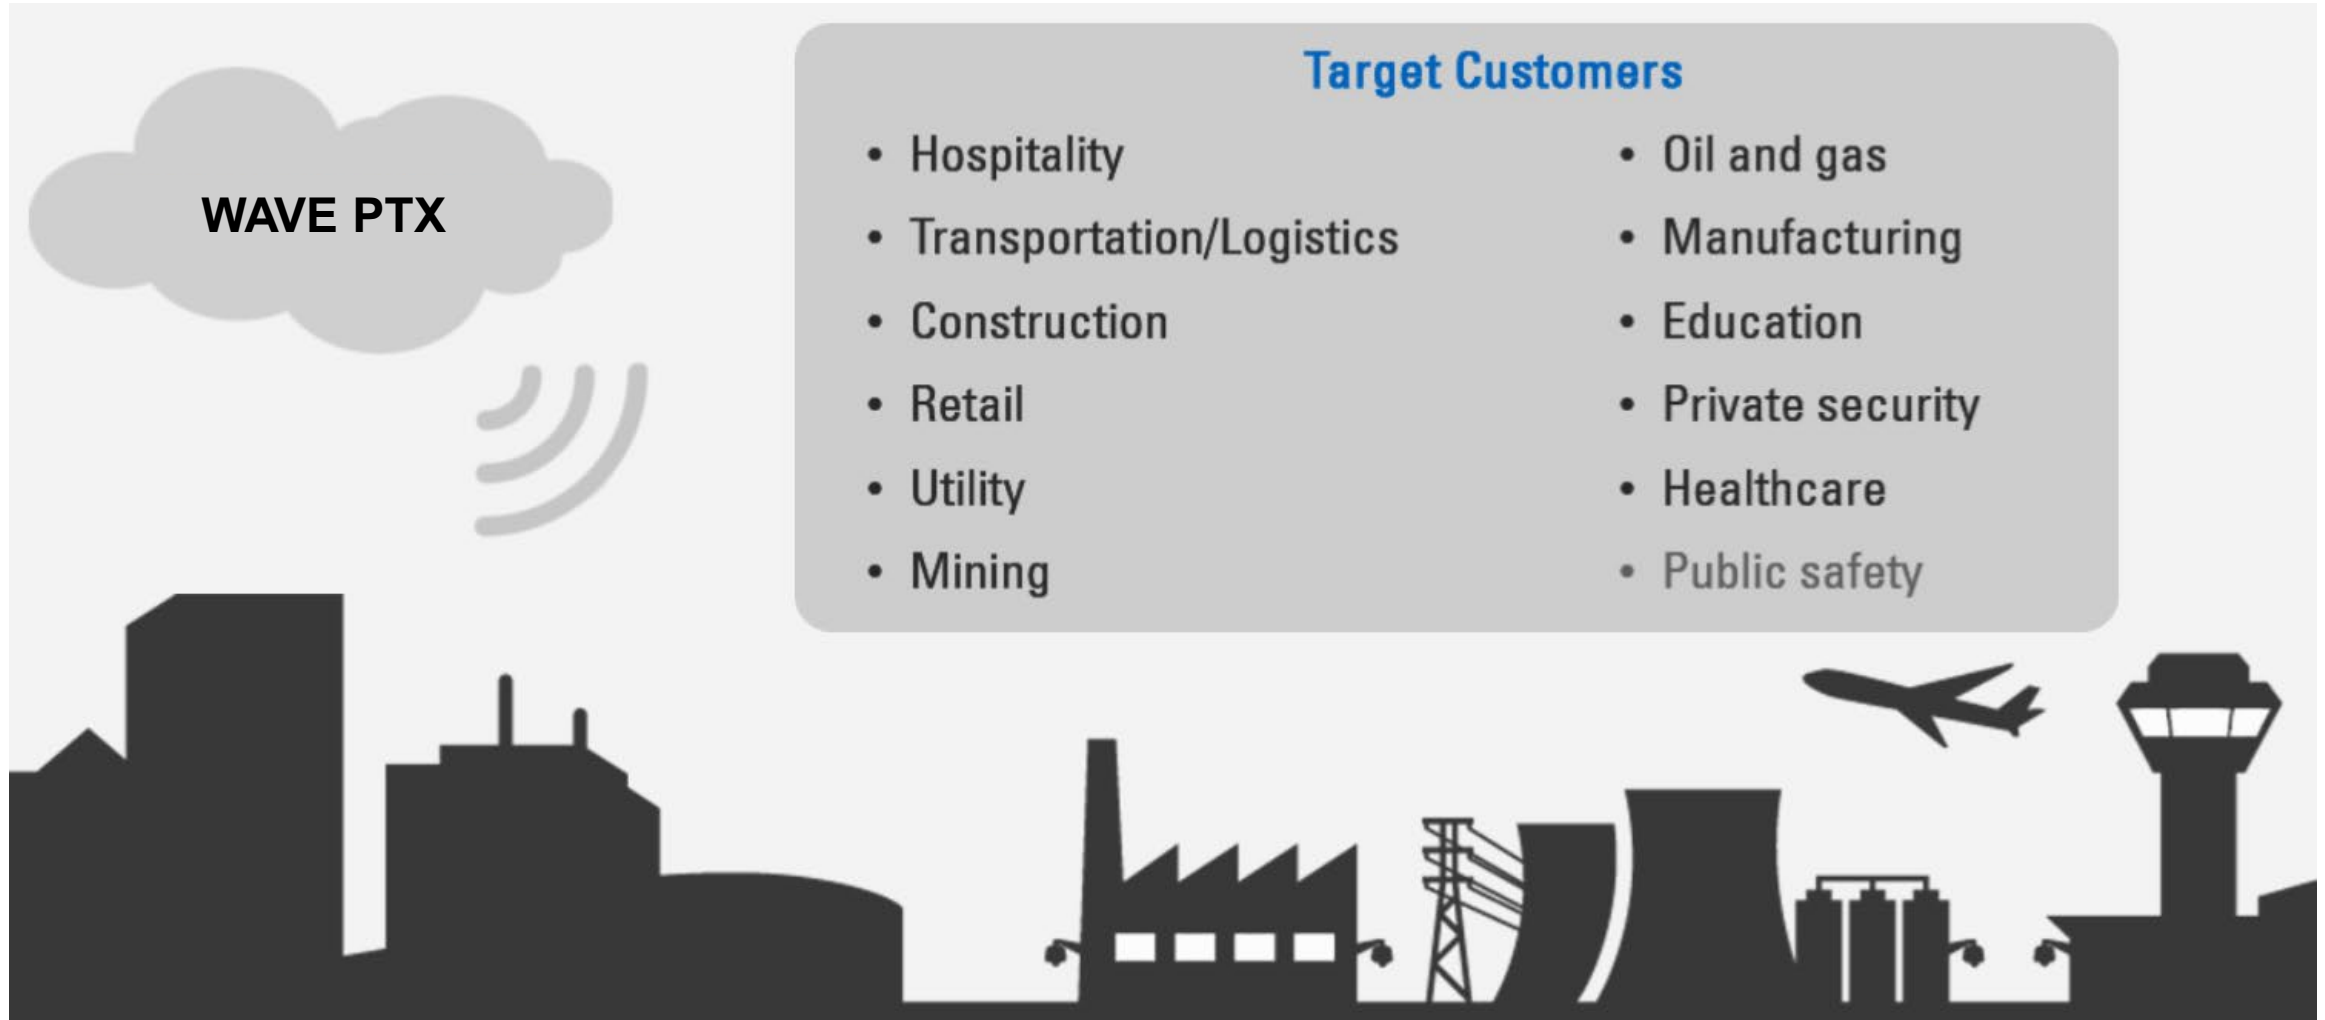 WAVE PTX
Target Customers
• Hospitality
• Transportation/Logistics
• Construction
• Retail
• Utility
• Mining
• Oil and gas
• Manufacturing
• Education
• Private security
• Healthcare
• Public safety